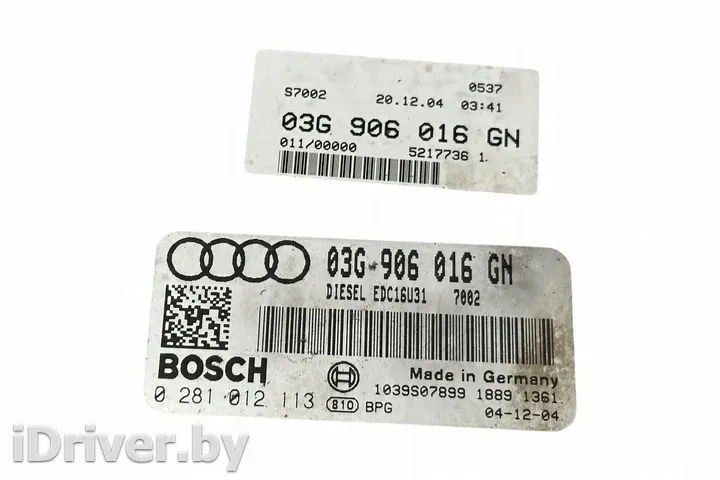 0537
S7002 20.12.04 03:41
03G 906 016 GN
011/00000 5217736 1
03G 906 016 GN
DIESEL EDC16U31 7002
BOSCH
Made in Germany
1039S07899 1889 1361
0 281 012 113 810 BPG 04-12-04
iDriver.by